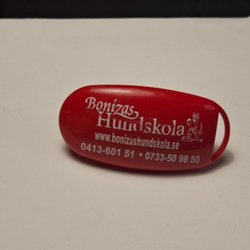 Bonizas
Hundskola
www.bonizashundskola.se
0413-601 51 • 0733-50 98 50